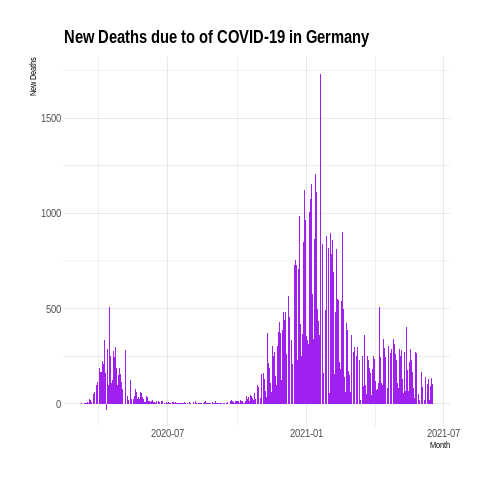 New Deaths due to of COVID-19 in Germany
New Deaths
1500
1000
500
0
2020-07
2021-01
2021-07
Month